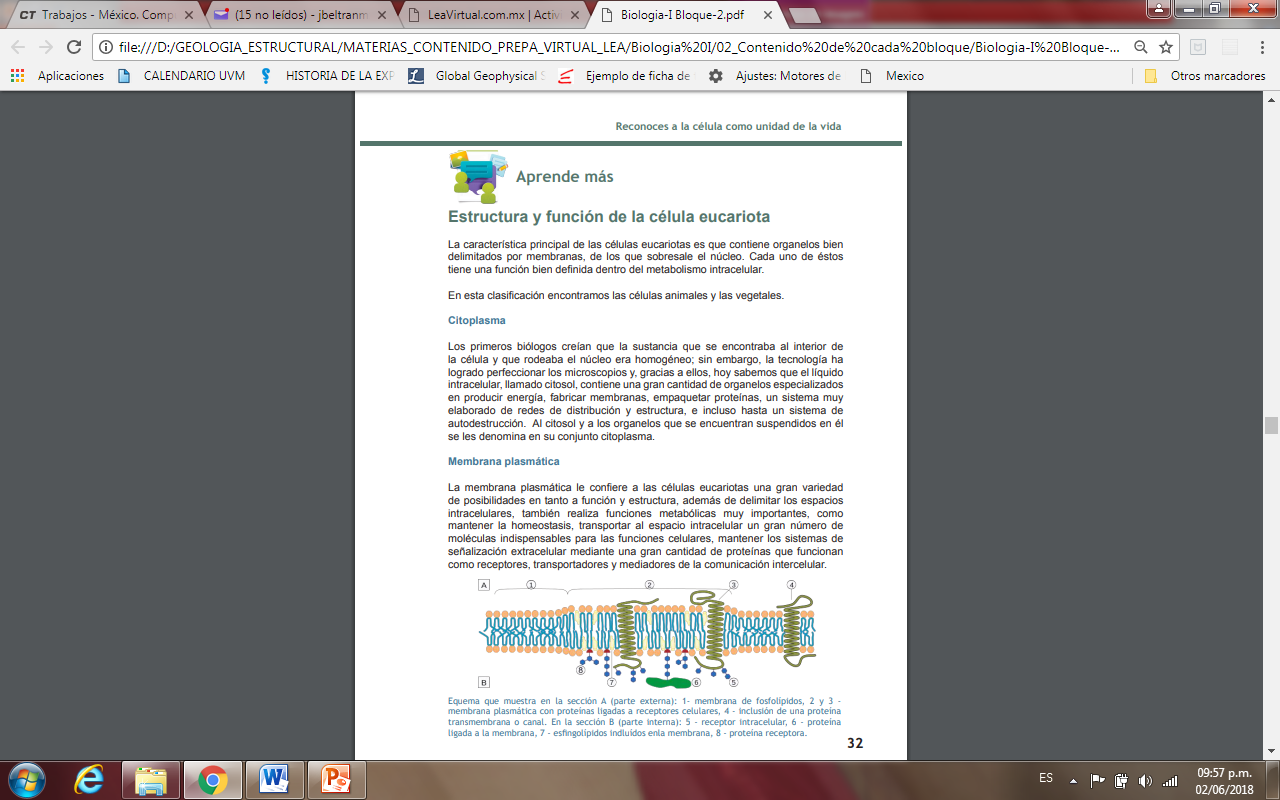 CT Trabajos - México. Comp
(15 no leídos) - jbeltranm
LeaVirtual.com.mx | Activi
Biologia-I Bloque-2.pdf
file:///D:/GEOLOGIA_ESTRUCTURAL/MATERIAS_CONTENIDO_PREPA_VIRTUAL_LEA/Biologia%20I/02_Contenido%20de%20cada%20bloque/Biologia-I%20Bloque-...
Aplicaciones
CALENDARIO UVM
HISTORIA DE LA EXP
Global Geophysical S
Ejemplo de ficha de
Ajustes: Motores de
Mexico
Otros marcadores
Reconoces a la célula como unidad de la vida
Aprende más
Estructura y función de la célula eucariota
La característica principal de las células eucariotas es que contiene organelos bien
delimitados por membranas, de los que sobresale el núcleo. Cada uno de éstos
tiene una función bien definida dentro del metabolismo intracelular.
En esta clasificación encontramos las células animales y las vegetales.
Citoplasma
Los primeros biólogos creían que la sustancia que se encontraba al interior de
la célula y que rodeaba el núcleo era homogéneo; sin embargo, la tecnología ha
logrado perfeccionar los microscopios y, gracias a ellos, hoy sabemos que el líquido
intracelular, llamado citosol, contiene una gran cantidad de organelos especializados
en producir energía, fabricar membranas, empaquetar proteínas, un sistema muy
elaborado de redes de distribución y estructura, e incluso hasta un sistema de
autodestrucción. Al citosol y a los organelos que se encuentran suspendidos en él
se les denomina en su conjunto citoplasma.
Membrana plasmática
La membrana plasmática le confiere a las células eucariotas una gran variedad
de posibilidades en tanto a función y estructura, además de delimitar los espacios
intracelulares, también realiza funciones metabólicas muy importantes, como
mantener la homeostasis, transportar al espacio intracelular un gran número de
moléculas indispensables para las funciones celulares, mantener los sistemas de
señalización extracelular mediante una gran cantidad de proteínas que funcionan
como receptores, transportadores y mediadores de la comunicación intercelular.
A 1 2 3 4
8
B 7 6 5
Equema que muestra en la sección A (parte externa): 1- membrana de fosfolípidos, 2 y 3 -
membrana plasmática con proteínas ligadas a receptores celulares, 4 - inclusión de una proteína
transmembrana o canal. En la sección B (parte interna): 5 - receptor intracelular, 6 - proteína
ligada a la membrana, 7 - esfingolípidos indluídos enla membrana, 8 - proteína receptora.
32
ES
09:57 p.m.
02/06/2018